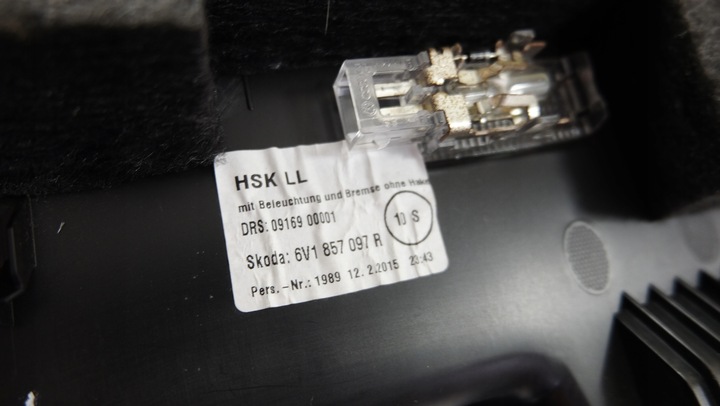 HSK LL
mit Beleuchtung und Bremse ohne
DRS: 09169 00001
10 S
Skoda: 6V1 857 097 R
Pers.-Nr.: 1989 12. 2.2015 23:43